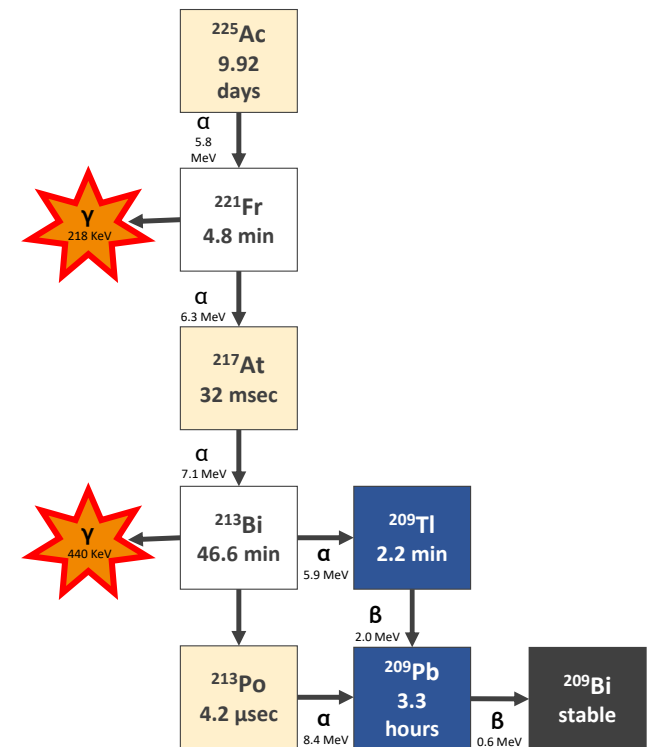 ²²⁵Ac
9.92
days
α
5.8
MeV
²²¹Fr
4.8 min
γ
218 KeV
α
6.3 MeV
²¹⁷At
32 msec
α
7.1 MeV
²¹³Bi
46.6 min
γ
440 KeV
α
5.9 MeV
²⁰⁹Tl
2.2 min
β
2.0 MeV
²¹³Po
4.2 µsec
α
8.4 MeV
²⁰⁹Pb
3.3
hours
β
0.6 MeV
²⁰⁹Bi
stable